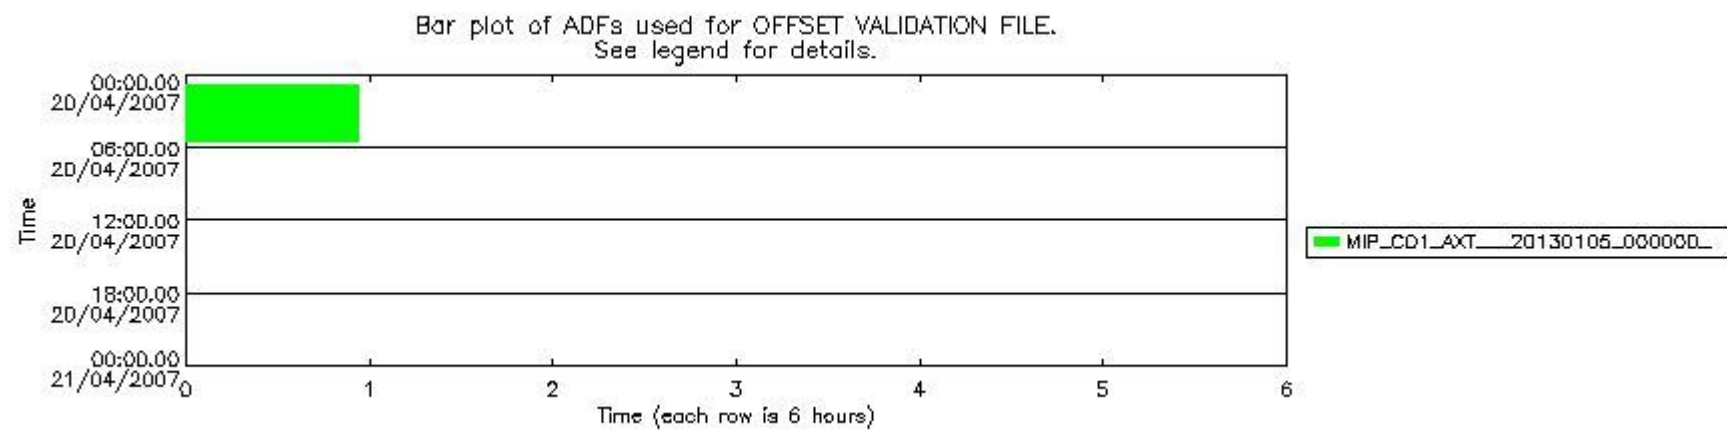 Bar plot of ADFs used for OFFSET VALIDATION FILE.
See legend for details.
00:00.00
20/04/2007
06:00.00
20/04/2007
12:00.00
20/04/2007
18:00.00
20/04/2007
00:00.00
21/04/2007
Time
0 1 2 3 4 5 6
Time (each row is 6 hours)
MIP_CO1_AXT___20130105_000000_